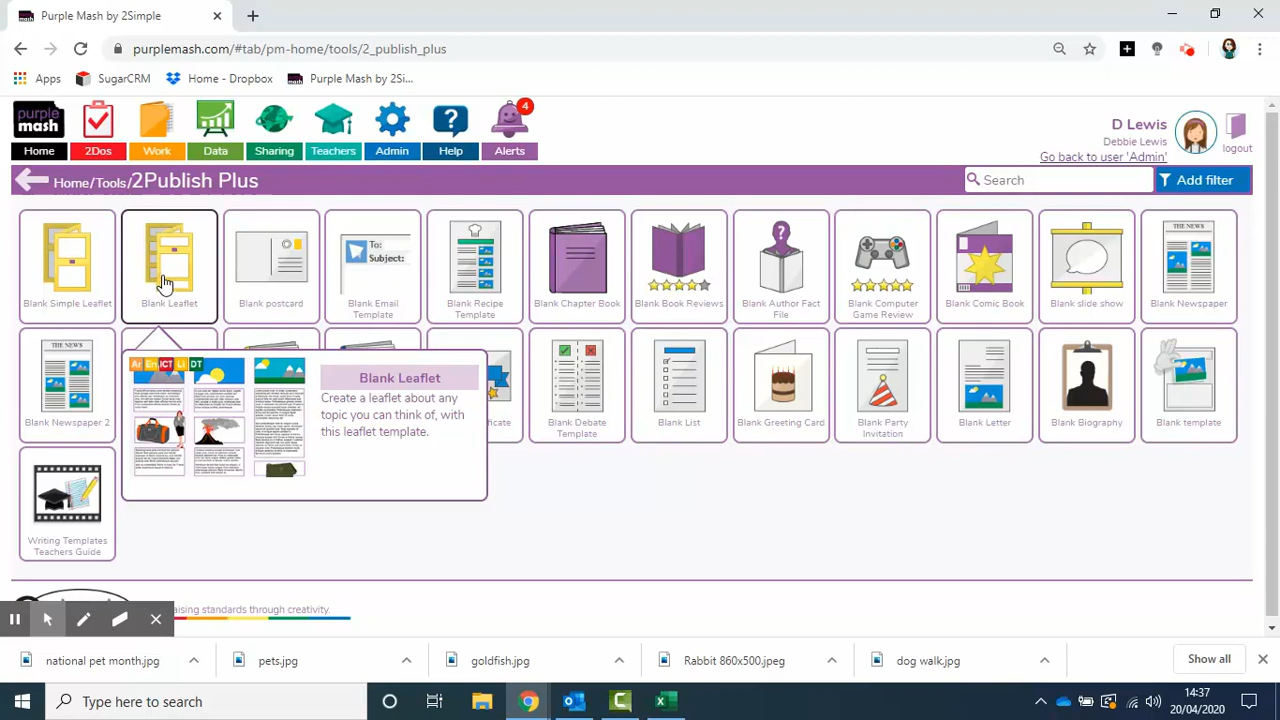 Purple Mash by 2Simple
purplemash.com/#tab/pm-home/tools/2_publish_plus
Apps SugarCRM Home - Dropbox Purple Mash by 2Si...
purple mash
4
Home 2Dos Work Data Sharing Teachers Admin Help Alerts
D Lewis
Debbie Lewis
Go back to user 'Admin'
logout
Home/Tools/2Publish Plus
Search
Add filter
Blank Simple Leaflet
Blank Leaflet
Blank postcard
To:
Subject:
Blank Email Template
Blank Recipe Template
Blank Chapter Book
Blank Book Reviews
Blank Author Fact File
Blank Computer Game Review
Blank Comic Book
Blank slide show
THE NEWS
Blank Newspaper
THE NEWS
Blank Newspaper 2
Ar En ICT Li DT
Blank Leaflet
Create a leaflet about any
topic you can think of, with
this leaflet template.
Blank Debate Template
Blank List
Blank Greeting Card
Blank Party Invitation
Blank Letter
Blank Biography
Blank template
Writing Templates Teachers Guide
aising standards through creativity.
national pet month.jpg
pets.jpg
goldfish.jpg
Rabbit 860x500.jpeg
dog walk.jpg
Show all
Type here to search
14:37
20/04/2020